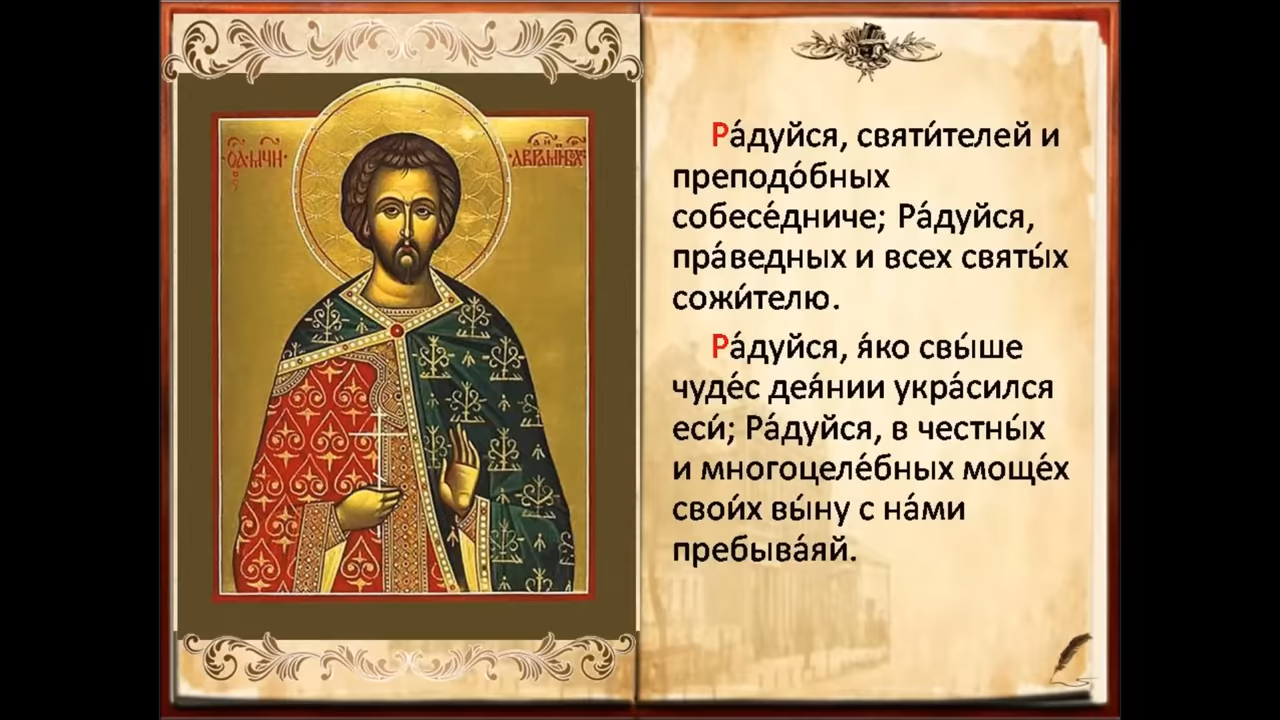 Ра́дуйся, святи́телей и
преподо́бных
собесе́дниче; Ра́дуйся,
пра́ведных и всех святы́х
сожи́телю.
Ра́дуйся, я́ко свы́ше
чуде́с дея́нии укра́сился
еси́; Ра́дуйся, в честны́х
и многоцеле́бных моще́х
свои́х вы́ну с на́ми
пребыва́яй.